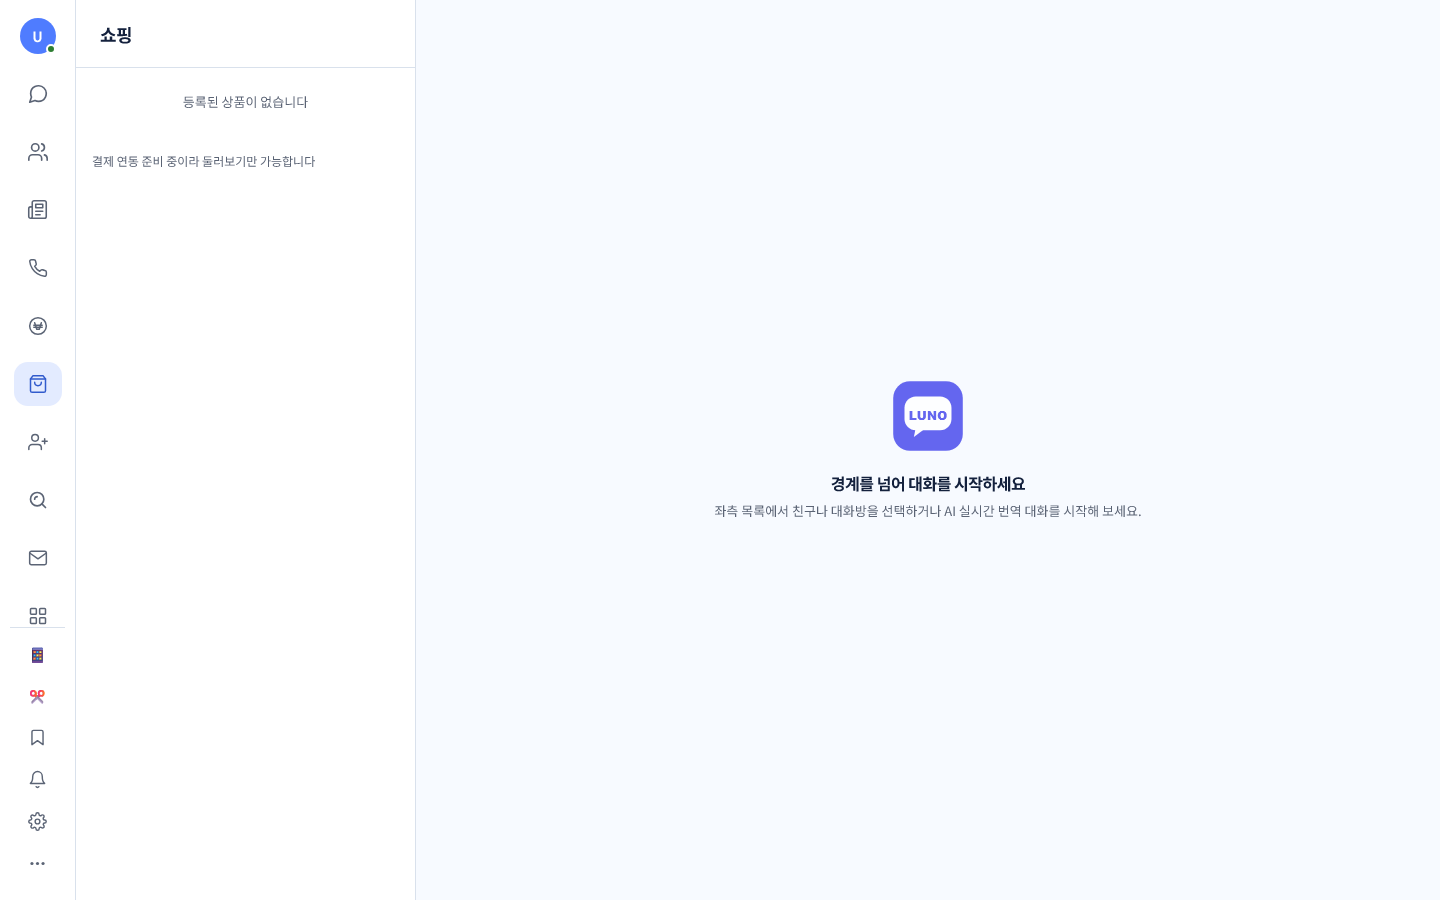 U
쇼핑
등록된 상품이 없습니다
결제 연동 준비 중이라 둘러보기만 가능합니다
LUNO
경계를 넘어 대화를 시작하세요
좌측 목록에서 친구나 대화방을 선택하거나 AI 실시간 번역 대화를 시작해 보세요.